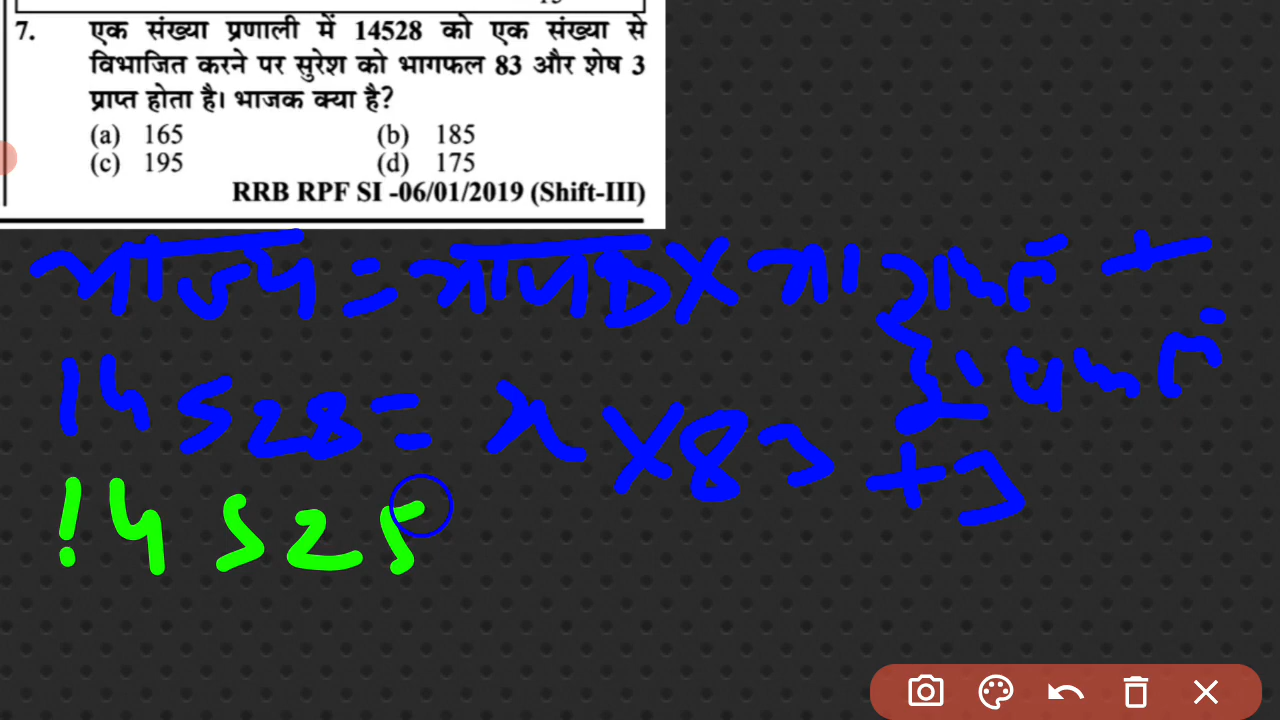 7. एक संख्या प्रणाली में 14528 को एक संख्या से
विभाजित करने पर सुरेश को भागफल 83 और शेष 3
प्राप्त होता है। भाजक क्या है?
(a) 165 (b) 185
(c) 195 (d) 175
RRB RPF SI -06/01/2019 (Shift-III)
भाज्य = भाजक × भागफल +
शेषफल
14528 = x × 83 + 3
14525